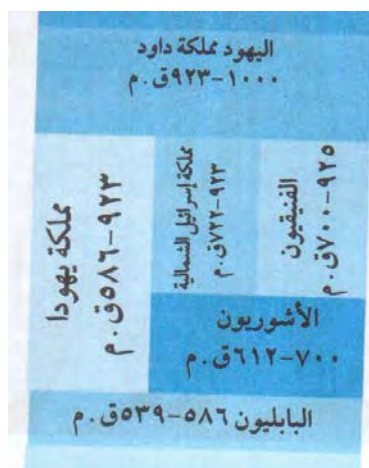 اليهود مملكة داود
١٠٠٠-٩٢٣ق.م
الفنيقيون
٩٢٥-٧٠٠ق.م
مملكة إسرائيل الشمالية
٩٢٣-٧٢٢ق.م
مملكة يهودا
٩٢٣-٥٨٦ق.م
الأشوريون
٧٠٠-٦١٢ق.م
البابليون ٥٨٦-٥٣٩ق.م